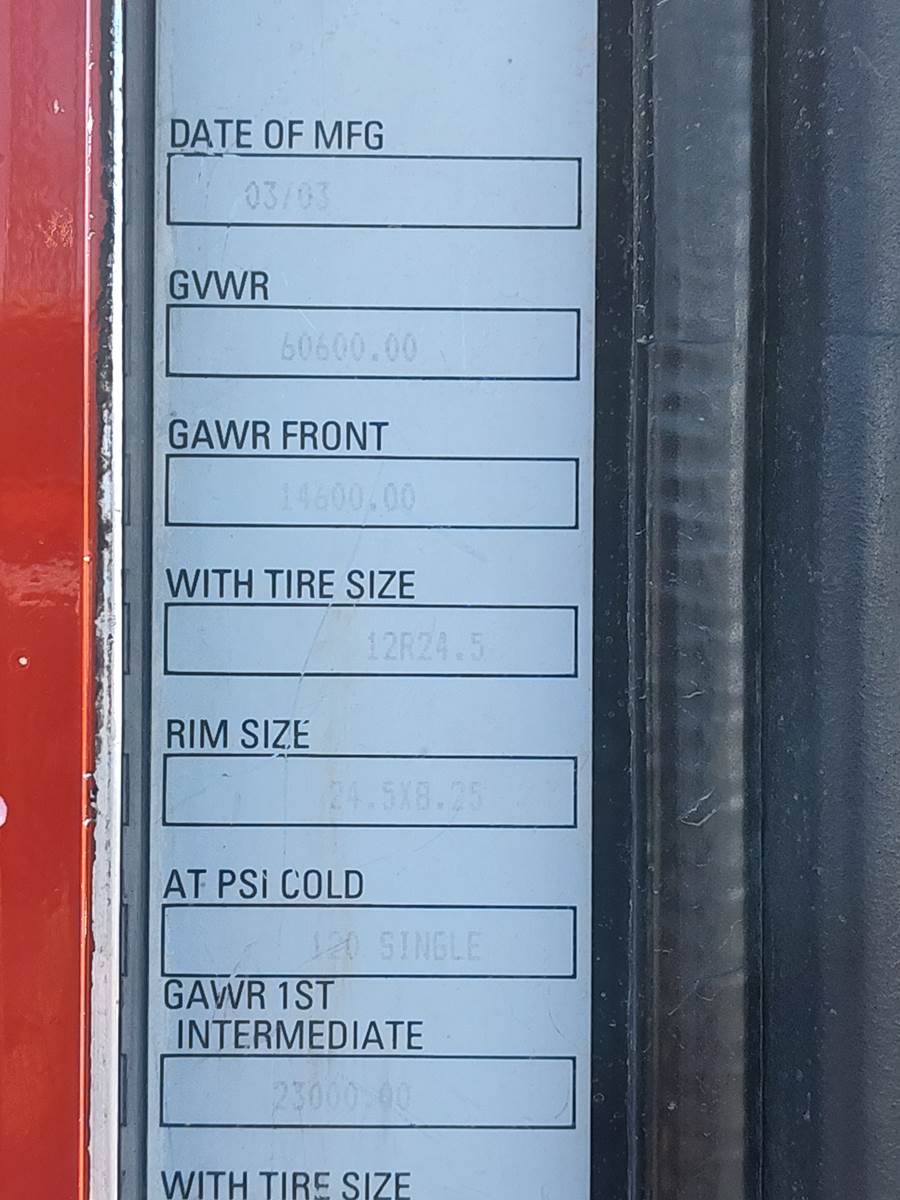 DATE OF MFG
03/03
GVWR
60600.00
GAWR FRONT
14600.00
WITH TIRE SIZE
12R24.5
RIM SIZE
24.5X8.25
AT PSI COLD
120 SINGLE
GAWR 1ST
INTERMEDIATE
23000.00
WITH TIRE SIZE